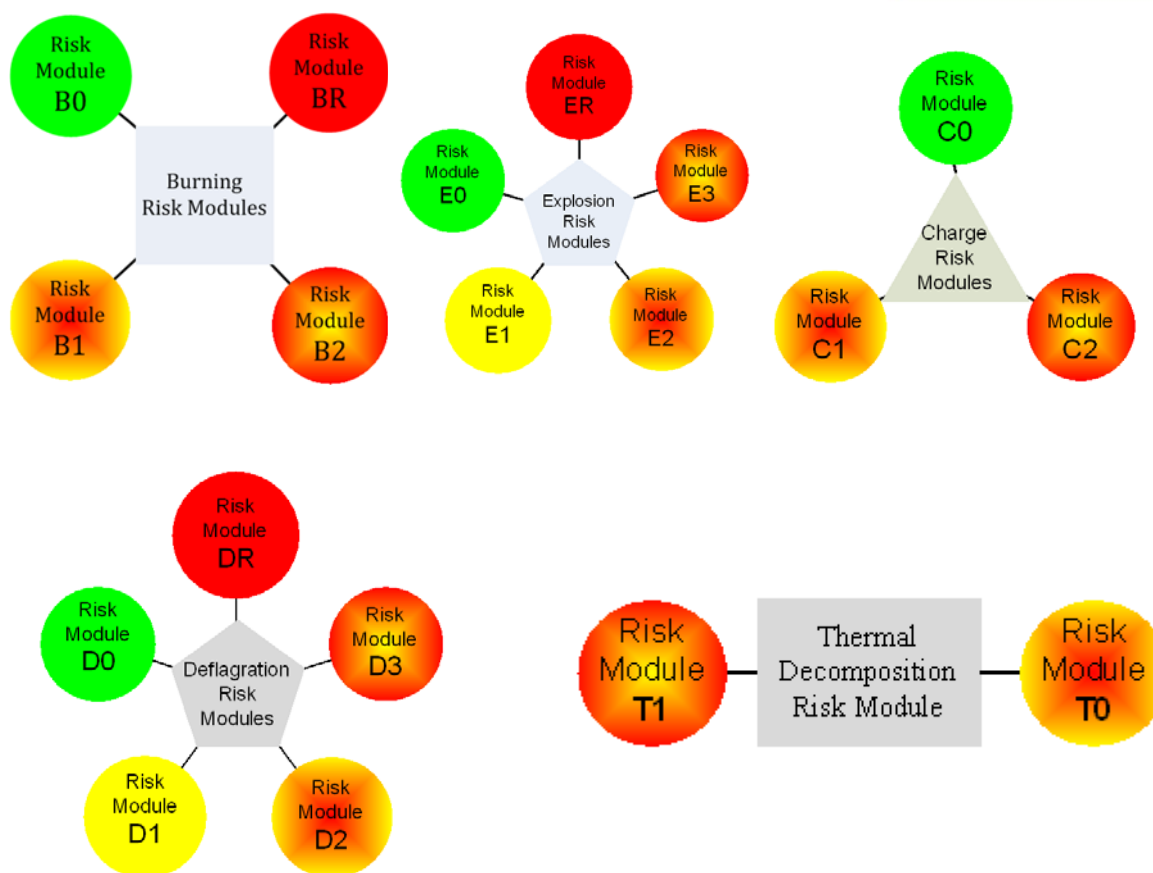 Risk
Module
B0
Risk
Module
BR
Burning
Risk Modules
Risk
Module
B1
Risk
Module
B2
Risk
Module
ER
Risk
Module
E0
Risk
Module
E3
Explosion
Risk
Modules
Risk
Module
E1
Risk
Module
E2
Risk
Module
C0
Charge
Risk
Modules
Risk
Module
C1
Risk
Module
C2
Risk
Module
DR
Risk
Module
D0
Risk
Module
D3
Deflagration
Risk
Modules
Risk
Module
D1
Risk
Module
D2
Risk
Module
T1
Thermal
Decomposition
Risk Module
Risk
Module
T0